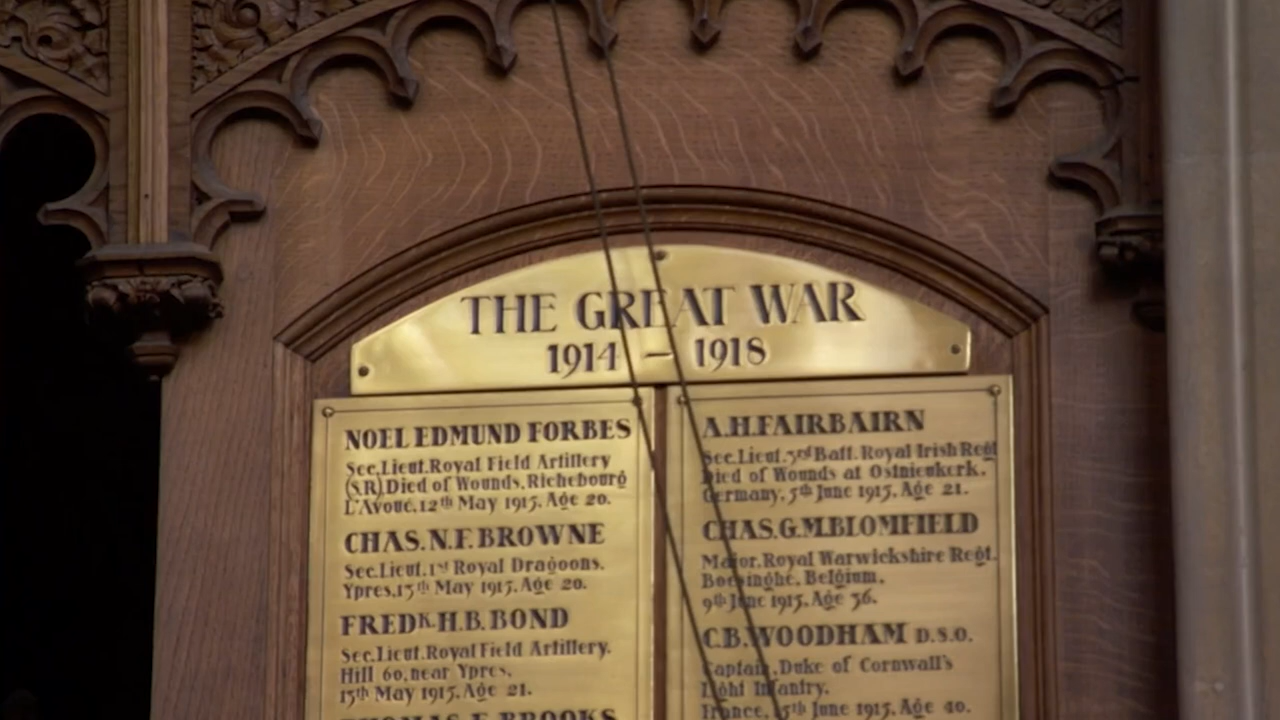 THE GREAT WAR
1914 – 1918
NOEL EDMUND FORBES
Sec. Lieut. Royal Field Artillery
(S.R) Died of Wounds, Richebourg
L'Avoué, 12th May 1915. Age 20.
CHAS. N. F. BROWNE
Sec. Lieut. 1st Royal Dragoons.
Ypres, 13th May 1915. Age 20.
FREDK. H. B. BOND
Sec. Lieut. Royal Field Artillery.
Hill 60, near Ypres,
15th May 1915. Age 21.
THOMAS F. BROOKS
A. H. FAIRBAIRN
Sec. Lieut. 3rd Batt. Royal Irish Regt
Died of Wounds at Ostnieukerk,
Germany, 5th June 1915. Age 21.
CHAS. G. M. BLOMFIELD
Major, Royal Warwickshire Regt.
Boesinghe, Belgium,
9th June 1915. Age 36.
C. B. WOODHAM D.S.O.
Captain, Duke of Cornwall's
Light Infantry.
France, 15th June 1915. Age 40.